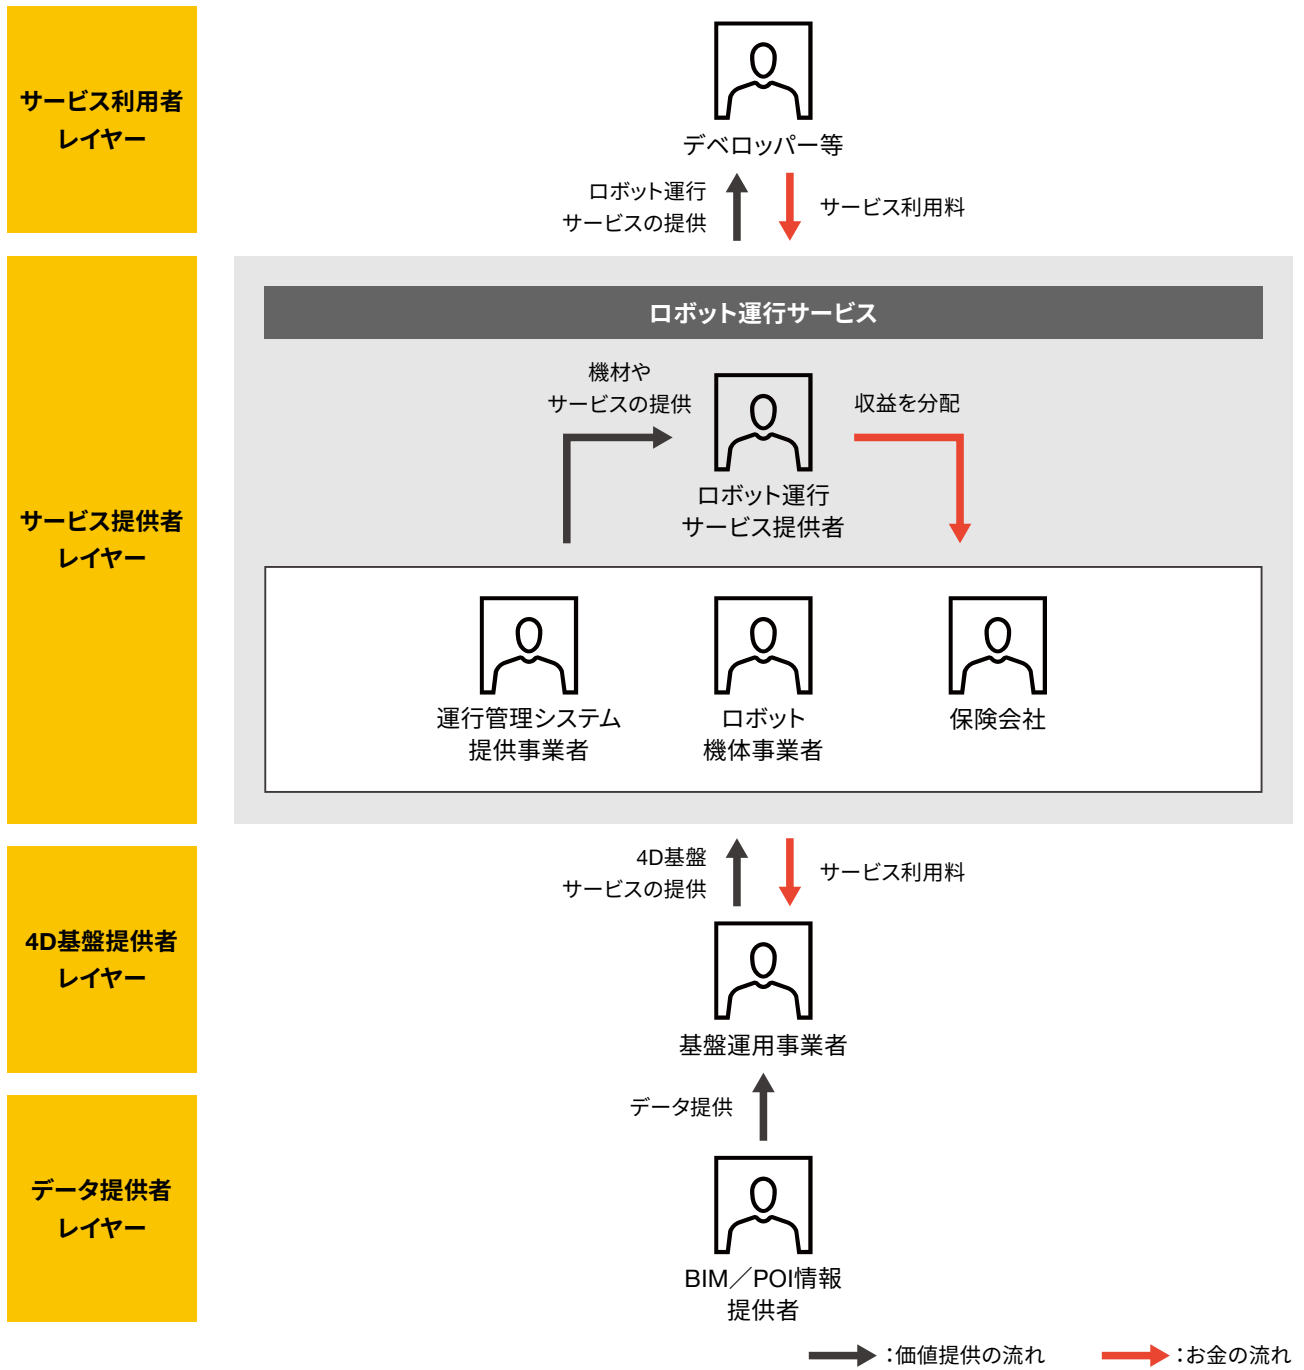 サービス利用者
レイヤー
デベロッパー等
ロボット運行
サービスの提供
サービス利用料
サービス提供者
レイヤー
ロボット運行サービス
機材や
サービスの提供
収益を分配
ロボット運行
サービス提供者
運行管理システム
提供事業者
ロボット
機体事業者
保険会社
4D基盤提供者
レイヤー
4D基盤
サービスの提供
サービス利用料
基盤運用事業者
データ提供者
レイヤー
データ提供
BIM／POI情報
提供者
：価値提供の流れ
：お金の流れ